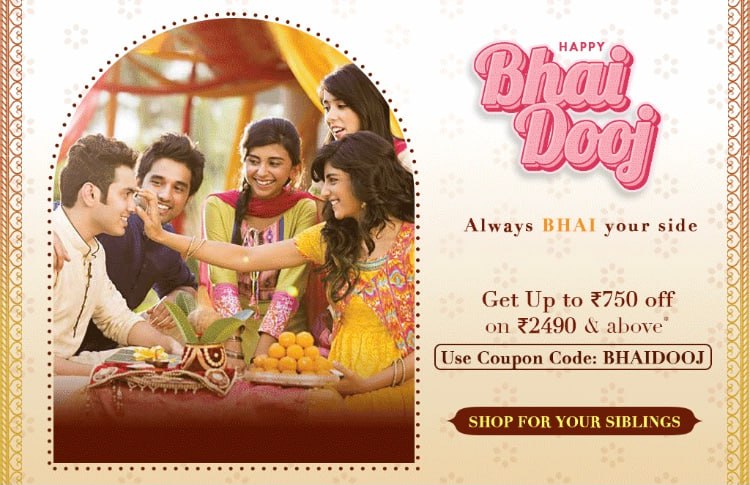 HAPPY
Bhai
Dooj
Always BHAI your side
Get Up to ₹750 off
on ₹2490 & above*
Use Coupon Code: BHAIDOOJ
SHOP FOR YOUR SIBLINGS